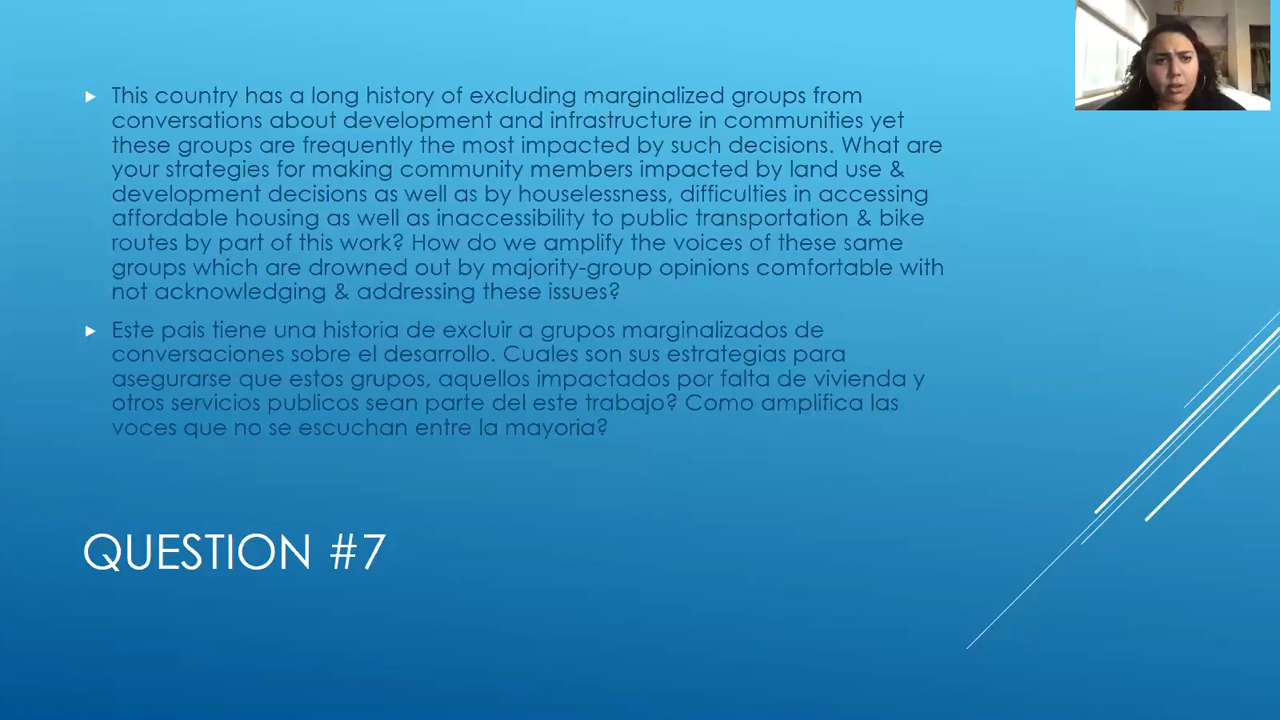 This country has a long history of excluding marginalized groups from
conversations about development and infrastructure in communities yet
these groups are frequently the most impacted by such decisions. What are
your strategies for making community members impacted by land use &
development decisions as well as by houselessness, difficulties in accessing
affordable housing as well as inaccessibility to public transportation & bike
routes by part of this work? How do we amplify the voices of these same
groups which are drowned out by majority-group opinions comfortable with
not acknowledging & addressing these issues?
Este pais tiene una historia de excluir a grupos marginalizados de
conversaciones sobre el desarrollo. Cuales son sus estrategias para
asegurarse que estos grupos, aquellos impactados por falta de vivienda y
otros servicios publicos sean parte del este trabajo? Como amplifica las
voces que no se escuchan entre la mayoria?
QUESTION #7